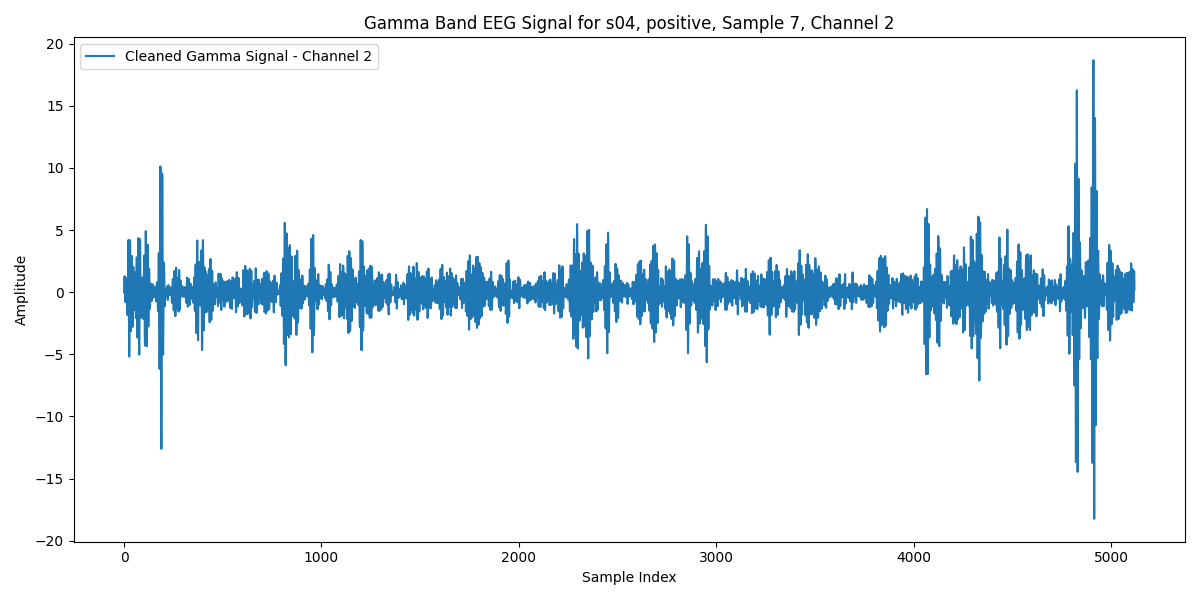 Gamma Band EEG Signal for s04, positive, Sample 7, Channel 2
Cleaned Gamma Signal - Channel 2
20
15
10
5
0
−5
−10
−15
−20
Amplitude
0 1000 2000 3000 4000 5000
Sample Index